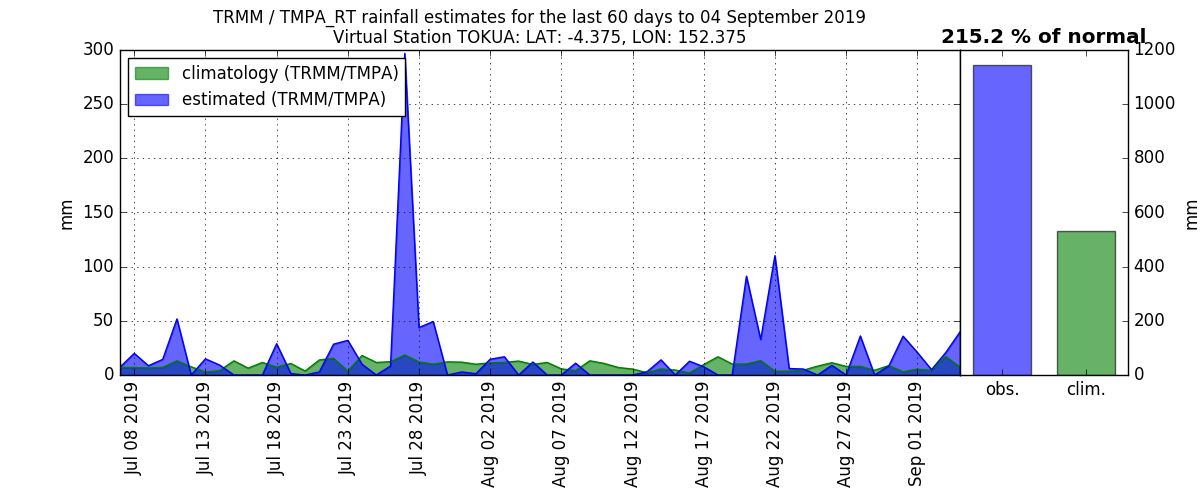 TRMM / TMPA_RT rainfall estimates for the last 60 days to 04 September 2019
Virtual Station TOKUA: LAT: -4.375, LON: 152.375
215.2 % of normal
climatology (TRMM/TMPA)
estimated (TRMM/TMPA)
300
250
200
150
100
50
0
mm
Jul 08 2019
Jul 13 2019
Jul 18 2019
Jul 23 2019
Jul 28 2019
Aug 02 2019
Aug 07 2019
Aug 12 2019
Aug 17 2019
Aug 22 2019
Aug 27 2019
Sep 01 2019
obs.
clim.
1200
1000
800
600
400
200
0
mm